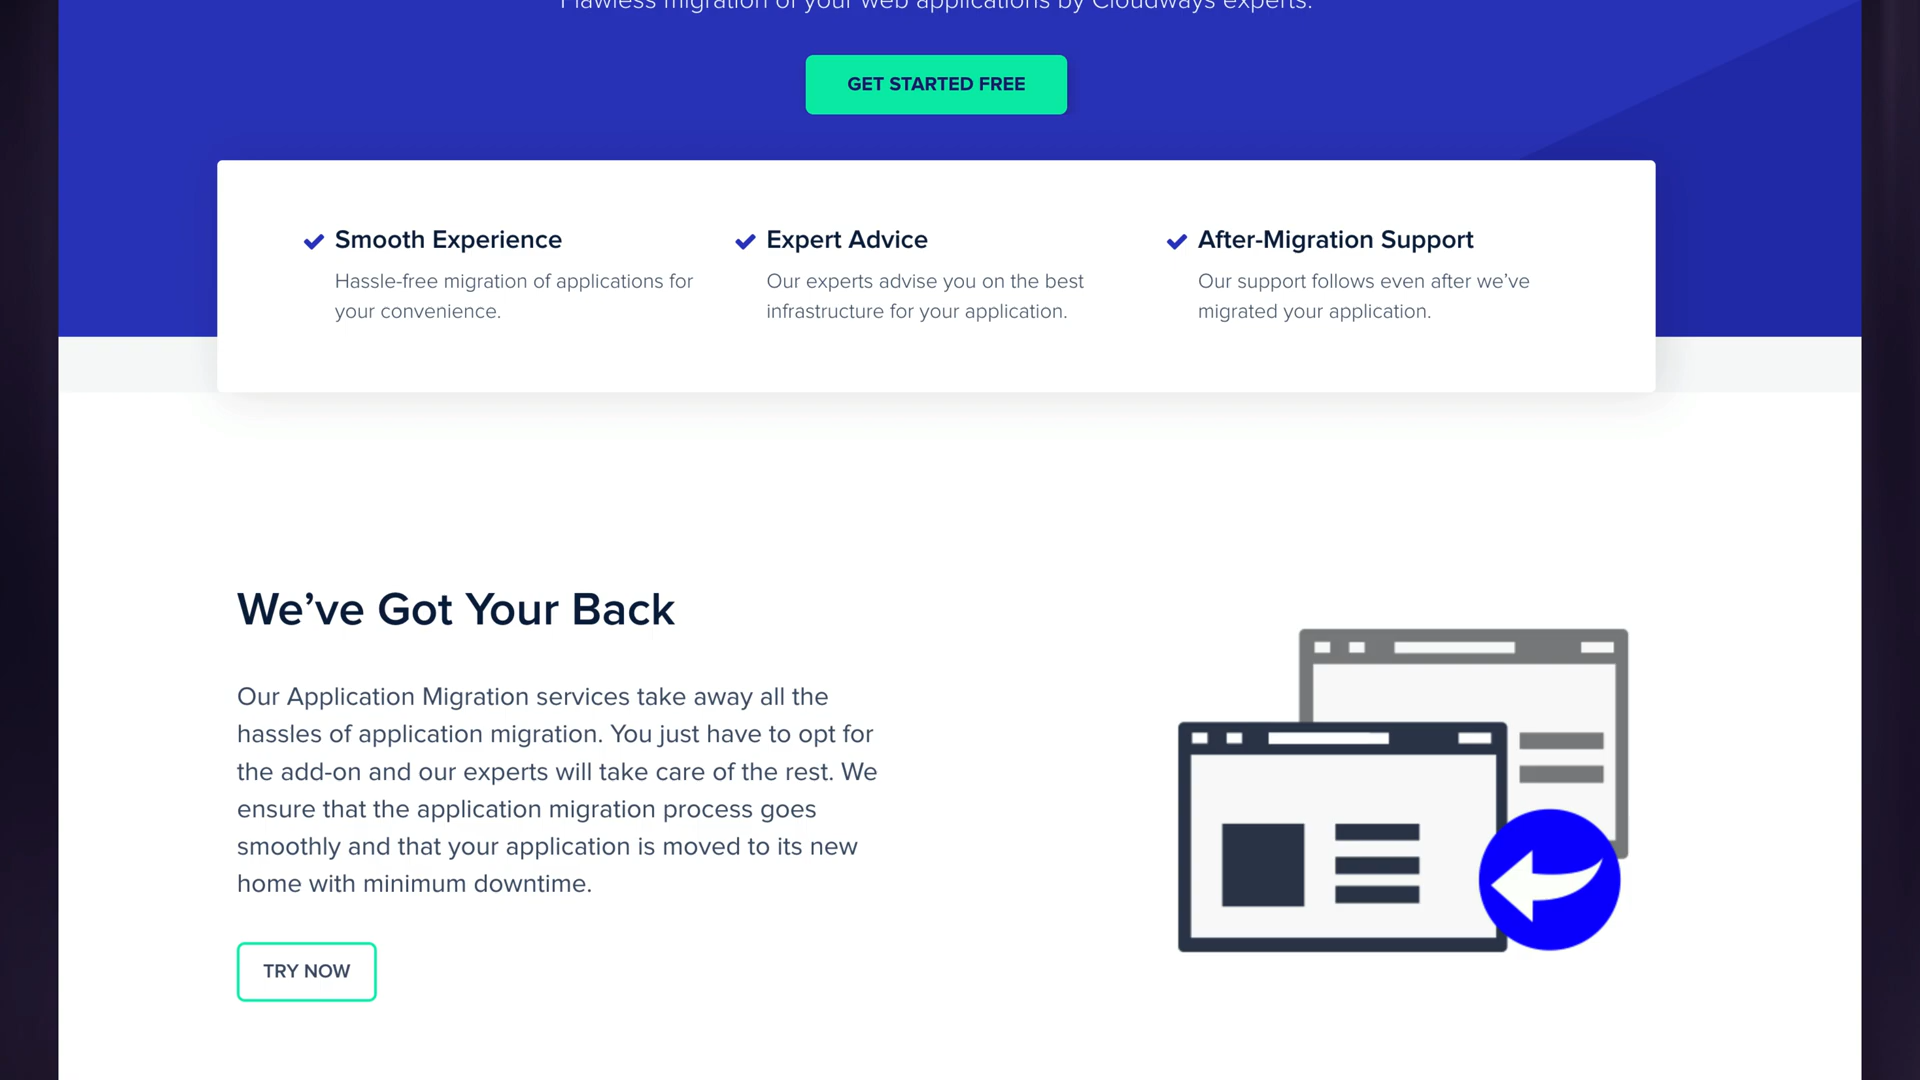 Flawless migration of your web applications by Cloudways experts.
GET STARTED FREE
Smooth Experience
Hassle-free migration of applications for
your convenience.
Expert Advice
Our experts advise you on the best
infrastructure for your application.
After-Migration Support
Our support follows even after we’ve
migrated your application.
We’ve Got Your Back
Our Application Migration services take away all the
hassles of application migration. You just have to opt for
the add-on and our experts will take care of the rest. We
ensure that the application migration process goes
smoothly and that your application is moved to its new
home with minimum downtime.
TRY NOW